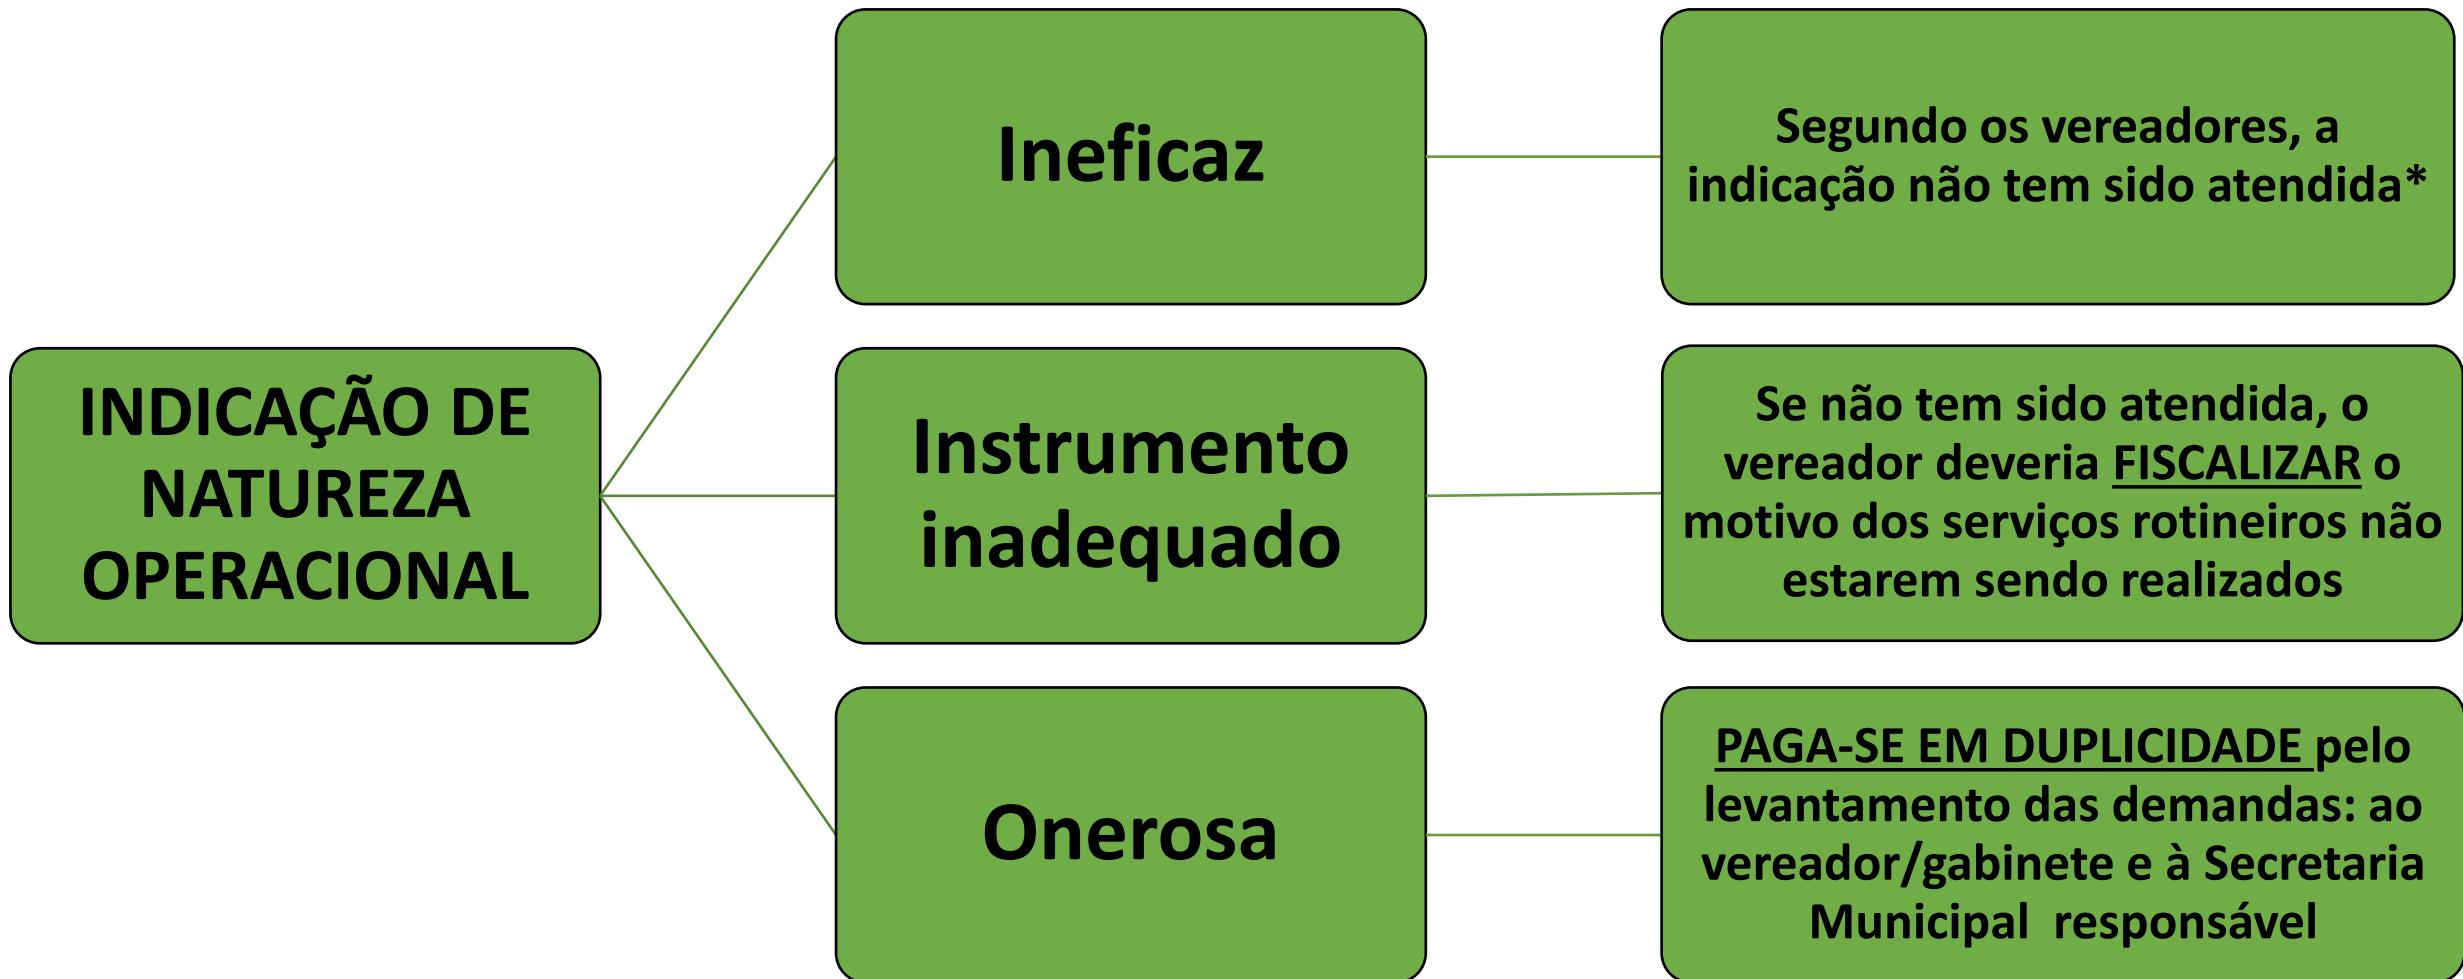 INDICAÇÃO DE
NATUREZA
OPERACIONAL
Ineficaz
Segundo os vereadores, a
indicação não tem sido atendida*
Instrumento
inadequado
Se não tem sido atendida, o
vereador deveria FISCALIZAR o
motivo dos serviços rotineiros não
estarem sendo realizados
Onerosa
PAGA-SE EM DUPLICIDADE pelo
levantamento das demandas: ao
vereador/gabinete e à Secretaria
Municipal responsável